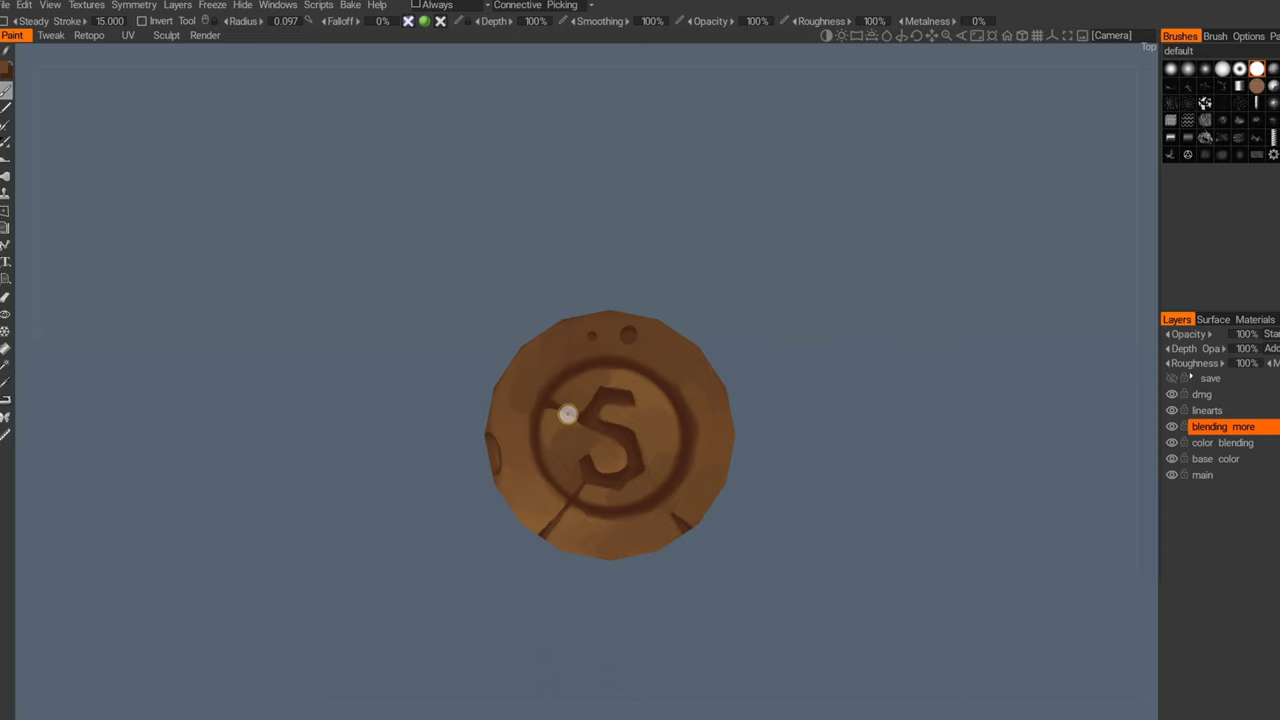 Edit View Textures Symmetry Layers Freeze Hide Windows Scripts Bake Help Always Connective Picking
Steady Stroke 15.000 Invert Tool Radius 0.097 Falloff 0% Depth 100% Smoothing 100% Opacity 100% Roughness 100% Metalness 0%
Paint Tweak Retopo UV Sculpt Render [Camera] Brushes Brush Options
Top default
Layers Surface Materials
Opacity 100%
Depth Opa 100%
Roughness 100%
save
dmg
linearts
blending more
color blending
base color
main
S